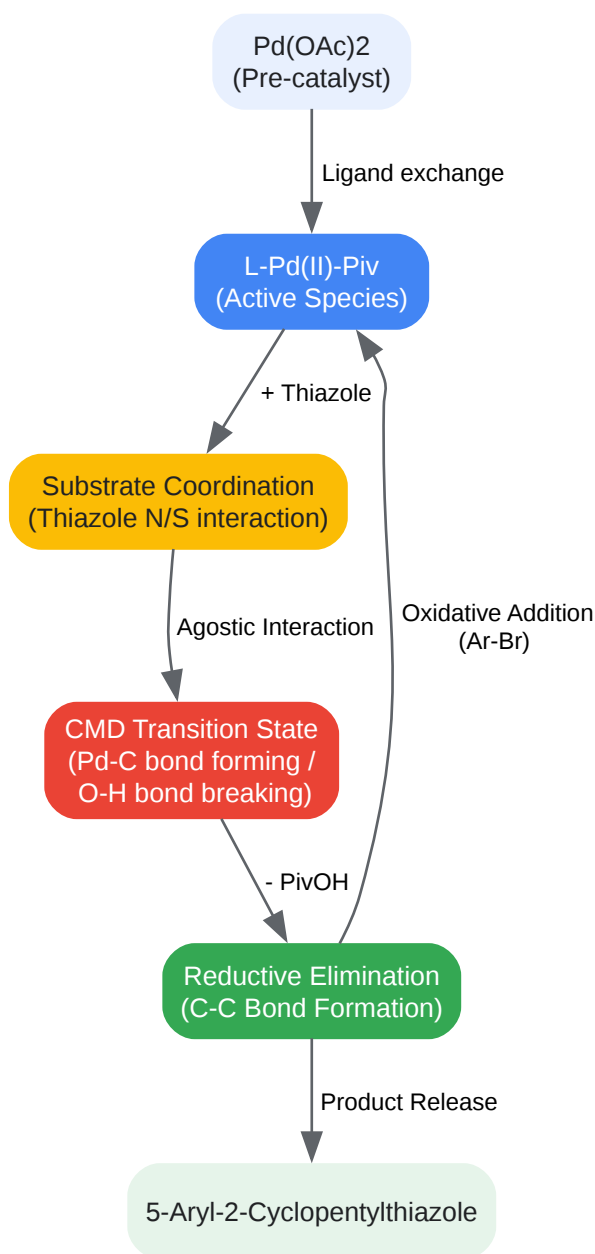 Pd(OAc)2
(Pre-catalyst)
Ligand exchange
L-Pd(II)-Piv
(Active Species)
+ Thiazole
Substrate Coordination
(Thiazole N/S interaction)
Agostic Interaction
Oxidative Addition
(Ar-Br)
CMD Transition State
(Pd-C bond forming /
O-H bond breaking)
- PivOH
Reductive Elimination
(C-C Bond Formation)
Product Release
5-Aryl-2-Cyclopentylthiazole